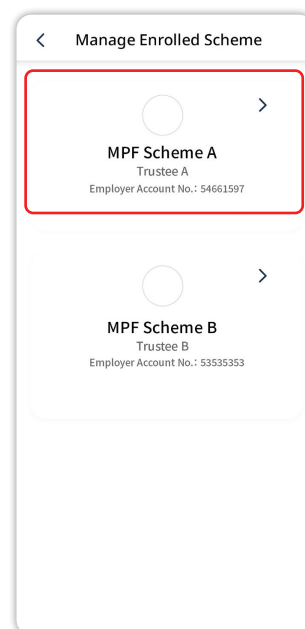 Manage Enrolled Scheme
MPF Scheme A
Trustee A
Employer Account No.: 54661597
MPF Scheme B
Trustee B
Employer Account No.: 53535353